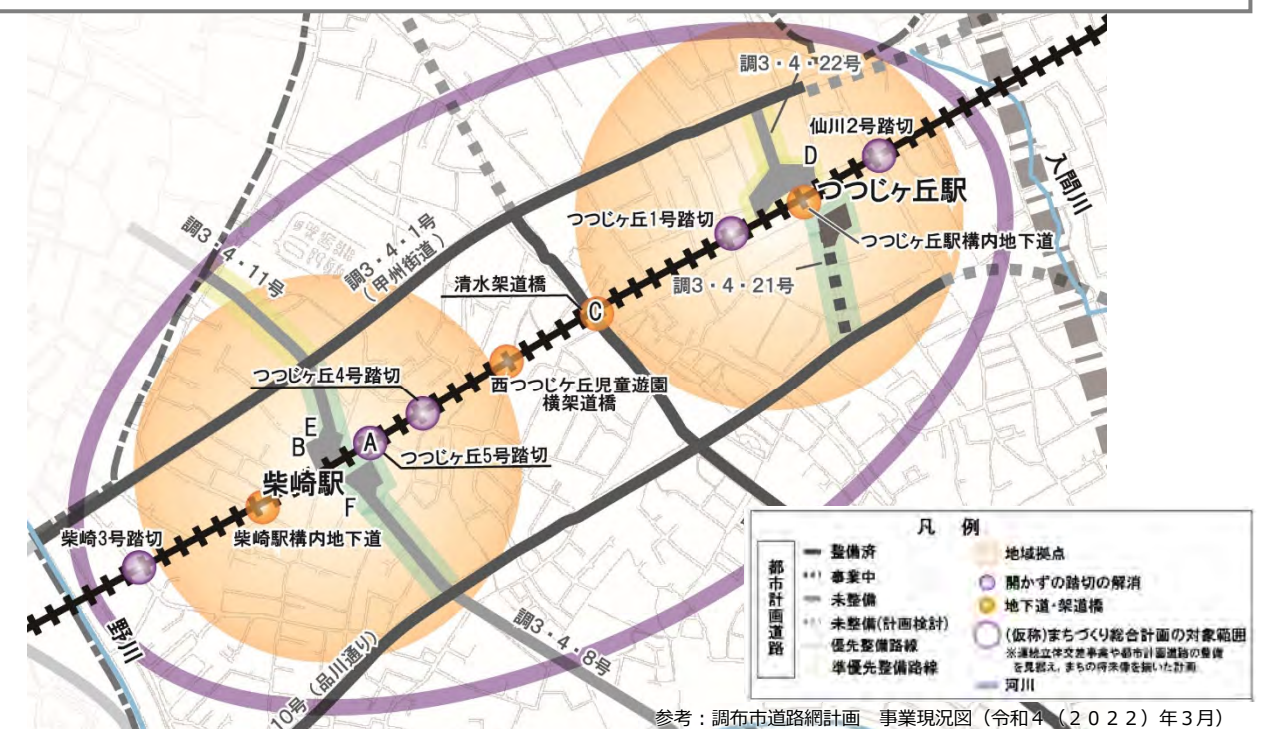 調3・4・22号
仙川2号踏切
D
入間川
つつじヶ丘駅
つつじヶ丘1号踏切
つつじヶ丘駅構内地下道
調3・4・11号
調3・4・1号
(甲州街道)
清水架道橋
調3・4・21号
C
つつじヶ丘4号踏切
西つつじケ丘児童遊園
横架道橋
E
B
A
つつじヶ丘5号踏切
柴崎駅
F
柴崎3号踏切
柴崎駅構内地下道
野川
調3・4・8号
10号(品川通り)
凡 例
都市計画道路
整備済
事業中
未整備
未整備(計画検討)
優先整備路線
準優先整備路線
地域拠点
開かずの踏切の解消
地下道・架道橋
(仮称)まちづくり総合計画の対象範囲
※連続立体交差事業や都市計画道路の整備
を見据え、まちの将来像を描いた計画
河川
参考：調布市道路網計画 事業現況図（令和4（2022）年3月）